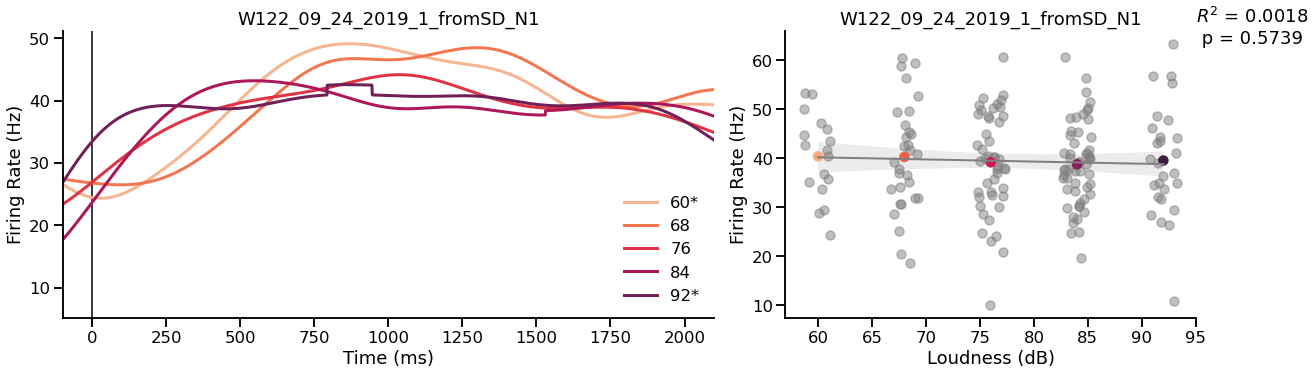 W122_09_24_2019_1_fromSD_N1
50
40
30
20
10
Firing Rate (Hz)
60*
68
76
84
92*
0 250 500 750 1000 1250 1500 1750 2000
Time (ms)
W122_09_24_2019_1_fromSD_N1
R² = 0.0018
p = 0.5739
60
50
40
30
20
10
Firing Rate (Hz)
60 65 70 75 80 85 90 95
Loudness (dB)